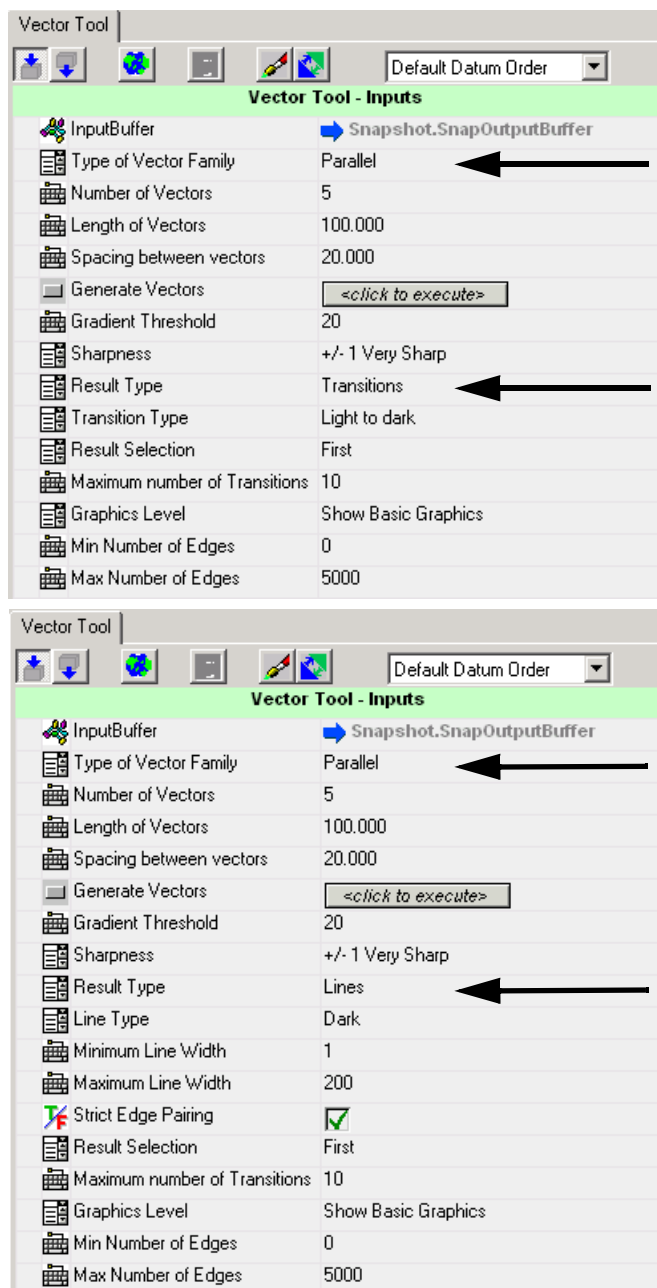 Vector Tool
Default Datum Order
Vector Tool - Inputs
InputBuffer Snapshot.SnapOutputBuffer
Type of Vector Family Parallel
Number of Vectors 5
Length of Vectors 100.000
Spacing between vectors 20.000
Generate Vectors <click to execute>
Gradient Threshold 20
Sharpness +/- 1 Very Sharp
Result Type Transitions
Transition Type Light to dark
Result Selection First
Maximum number of Transitions 10
Graphics Level Show Basic Graphics
Min Number of Edges 0
Max Number of Edges 5000
Vector Tool
Default Datum Order
Vector Tool - Inputs
InputBuffer Snapshot.SnapOutputBuffer
Type of Vector Family Parallel
Number of Vectors 5
Length of Vectors 100.000
Spacing between vectors 20.000
Generate Vectors <click to execute>
Gradient Threshold 20
Sharpness +/- 1 Very Sharp
Result Type Lines
Line Type Dark
Minimum Line Width 1
Maximum Line Width 200
T/F Strict Edge Pairing
Result Selection First
Maximum number of Transitions 10
Graphics Level Show Basic Graphics
Min Number of Edges 0
Max Number of Edges 5000